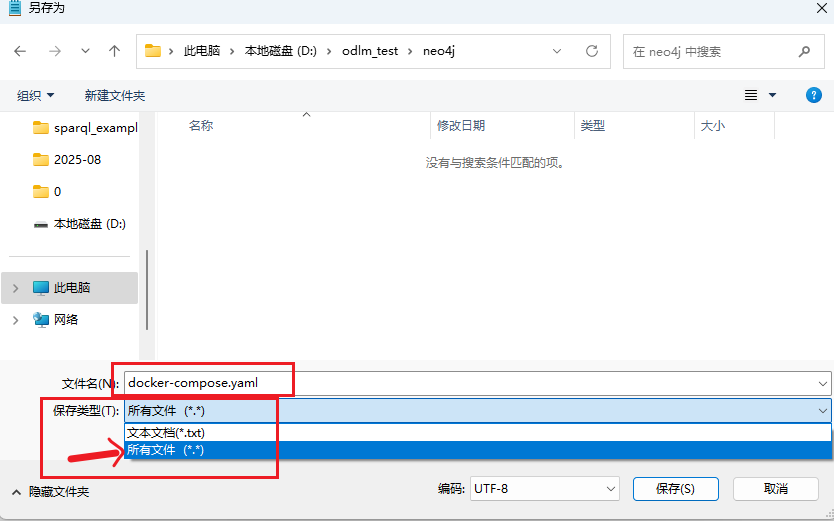 另存为
此电脑 › 本地磁盘 (D:) › odlm_test › neo4j
在 neo4j 中搜索
组织 新建文件夹
名称 修改日期 类型 大小
没有与搜索条件匹配的项。
sparql_exampl
2025-08
0
本地磁盘 (D:)
此电脑
网络
文件名(N): docker-compose.yaml
保存类型(T): 所有文件 (*.*)
文本文档(*.txt)
所有文件 (*.*)
隐藏文件夹 编码: UTF-8 保存(S) 取消